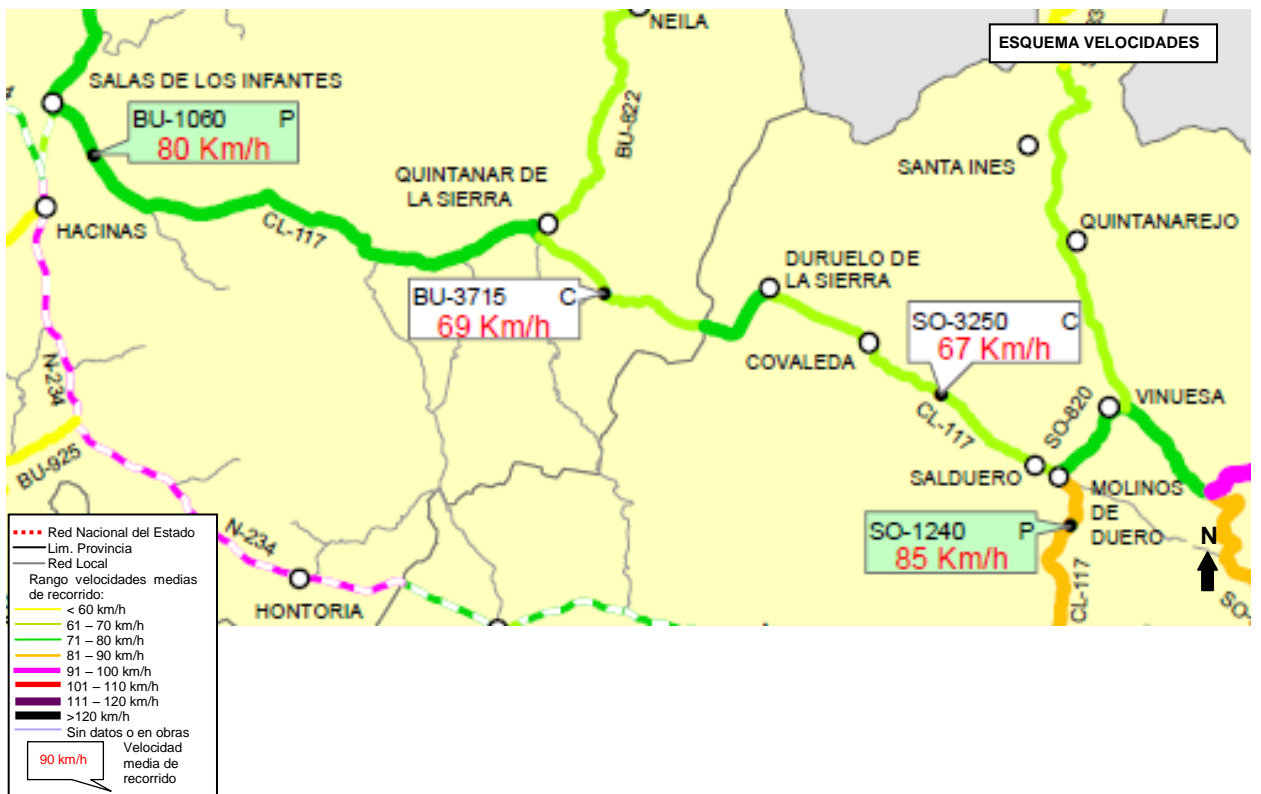 NEILA
ESQUEMA VELOCIDADES
SALAS DE LOS INFANTES
BU-1060 P
80 Km/h
BU-822
SANTA INES
QUINTANAR DE
LA SIERRA
HACINAS
CL-117
QUINTANAREJO
DURUELO DE
LA SIERRA
BU-3715 C
69 Km/h
SO-3250 C
67 Km/h
COVALEDA
N-234
CL-117
SO-820
VINUESA
BU-925
SALDUERO
MOLINOS
DE
DUERO
SO-1240 P
85 Km/h
N
N-234
HONTORIA
CL-117
SO-
Red Nacional del Estado
Lim. Provincia
Red Local
Rango velocidades medias
de recorrido:
< 60 km/h
61 – 70 km/h
71 – 80 km/h
81 – 90 km/h
91 – 100 km/h
101 – 110 km/h
111 – 120 km/h
>120 km/h
Sin datos o en obras
90 km/h
Velocidad
media de
recorrido